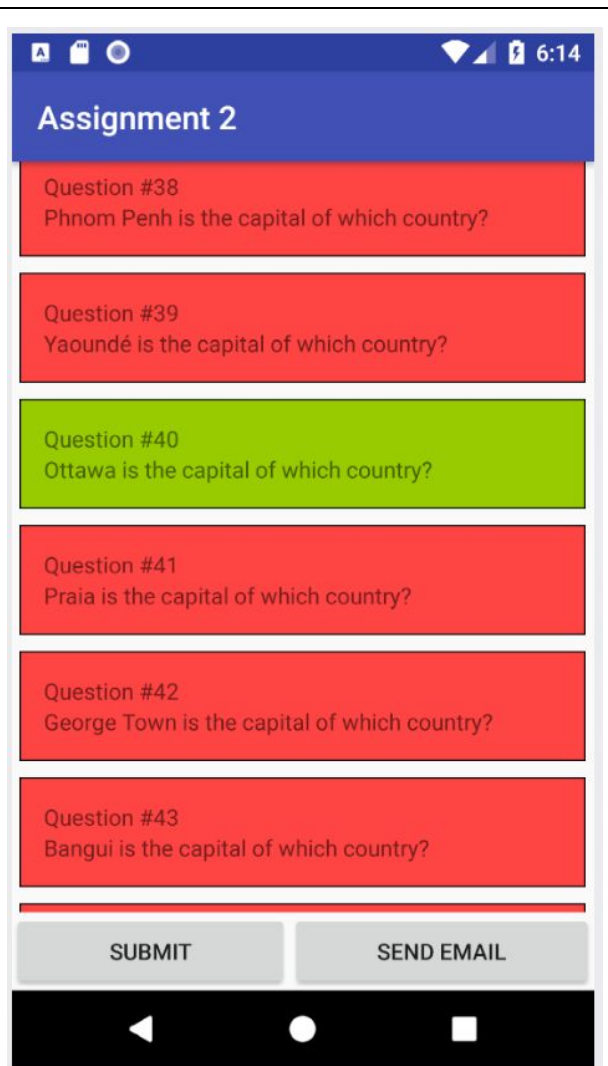 6:14
Assignment 2
Question #38
Phnom Penh is the capital of which country?
Question #39
Yaoundé is the capital of which country?
Question #40
Ottawa is the capital of which country?
Question #41
Praia is the capital of which country?
Question #42
George Town is the capital of which country?
Question #43
Bangui is the capital of which country?
SUBMIT SEND EMAIL